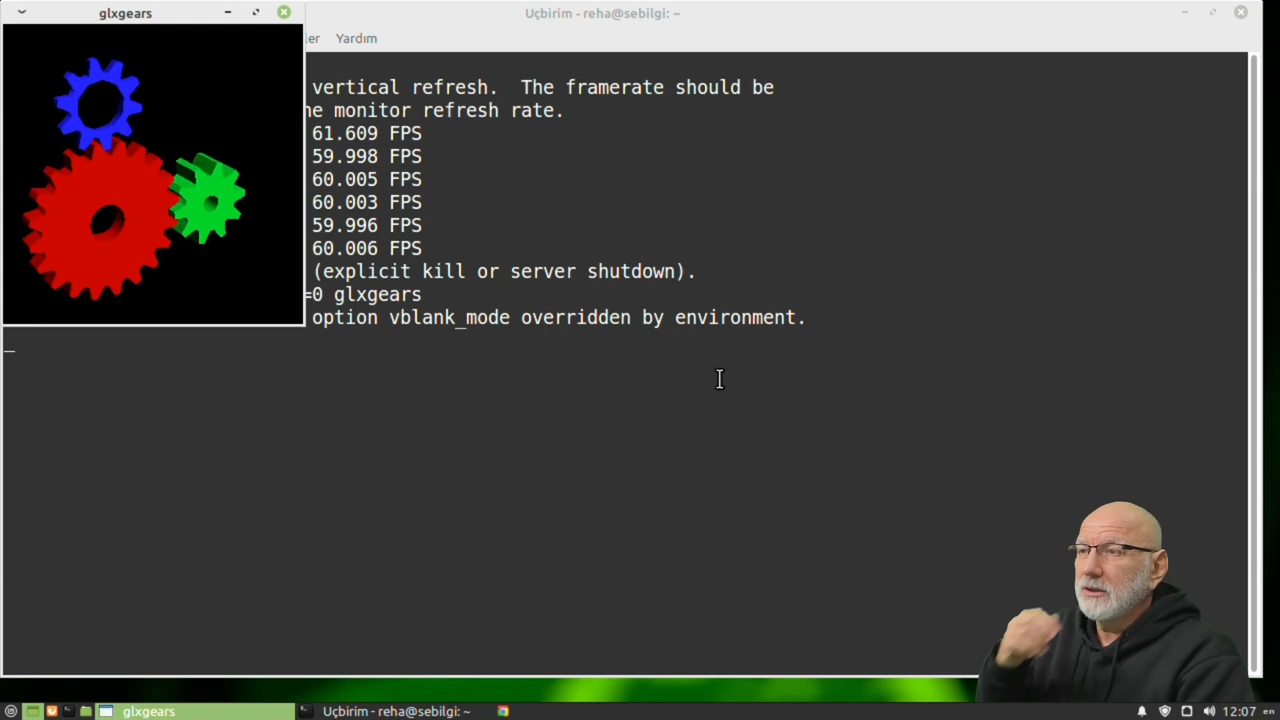 glxgears
Uçbirim - reha@sebilgi: ~
ler Yardım
vertical refresh. The framerate should be
he monitor refresh rate.
61.609 FPS
59.998 FPS
60.005 FPS
60.003 FPS
59.996 FPS
60.006 FPS
(explicit kill or server shutdown).
=0 glxgears
option vblank_mode overridden by environment.
glxgears Uçbirim - reha@sebilgi: ~ 12:07 en